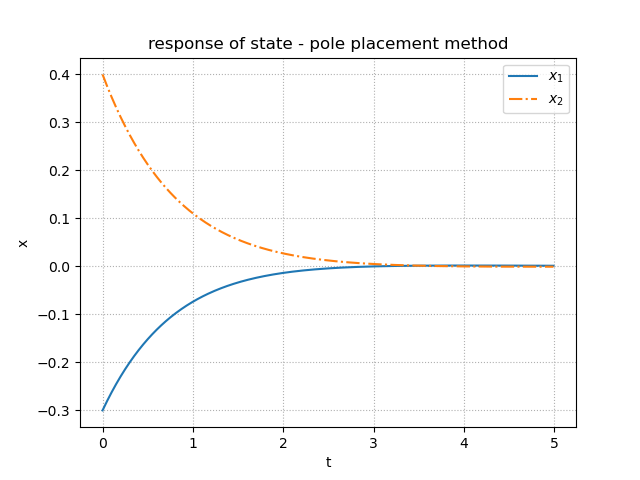 response of state - pole placement method
x₁
x₂
0.4
0.3
0.2
0.1
0.0
−0.1
−0.2
−0.3
x
0 1 2 3 4 5
t